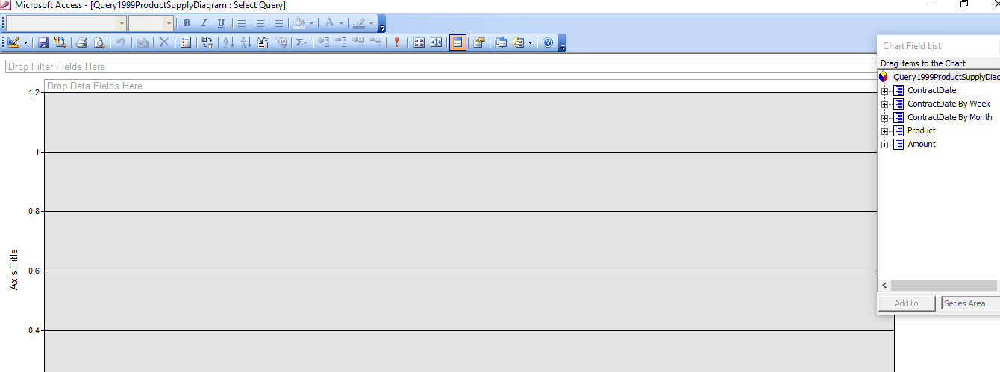 Microsoft Access - [Query1999ProductSupplyDiagram : Select Query]
B I U A
Chart Field List
Drag items to the Chart
Drop Filter Fields Here
Query1999ProductSupplyDiag
Drop Data Fields Here
ContractDate
1,2
ContractDate By Week
ContractDate By Month
Product
Amount
1
0,8
0,6
Axis Title
Add to
Series Area
0,4